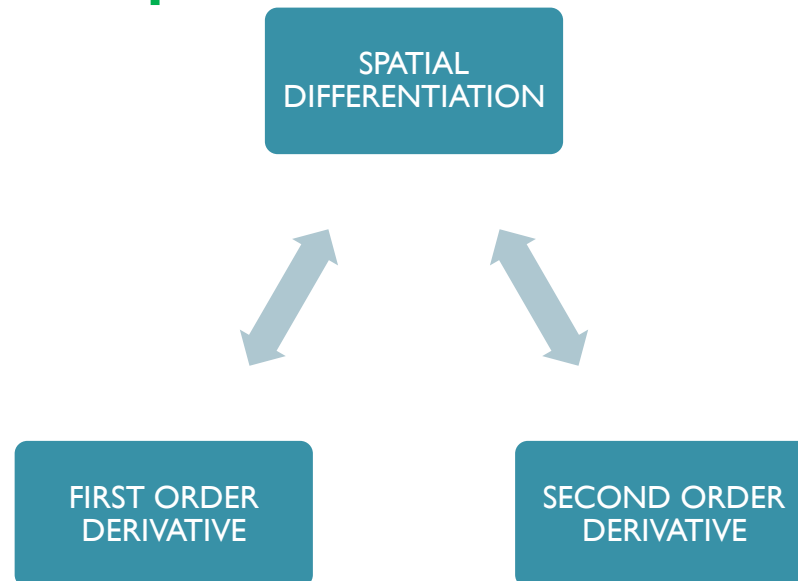 SPATIAL
DIFFERENTIATION
FIRST ORDER
DERIVATIVE
SECOND ORDER
DERIVATIVE